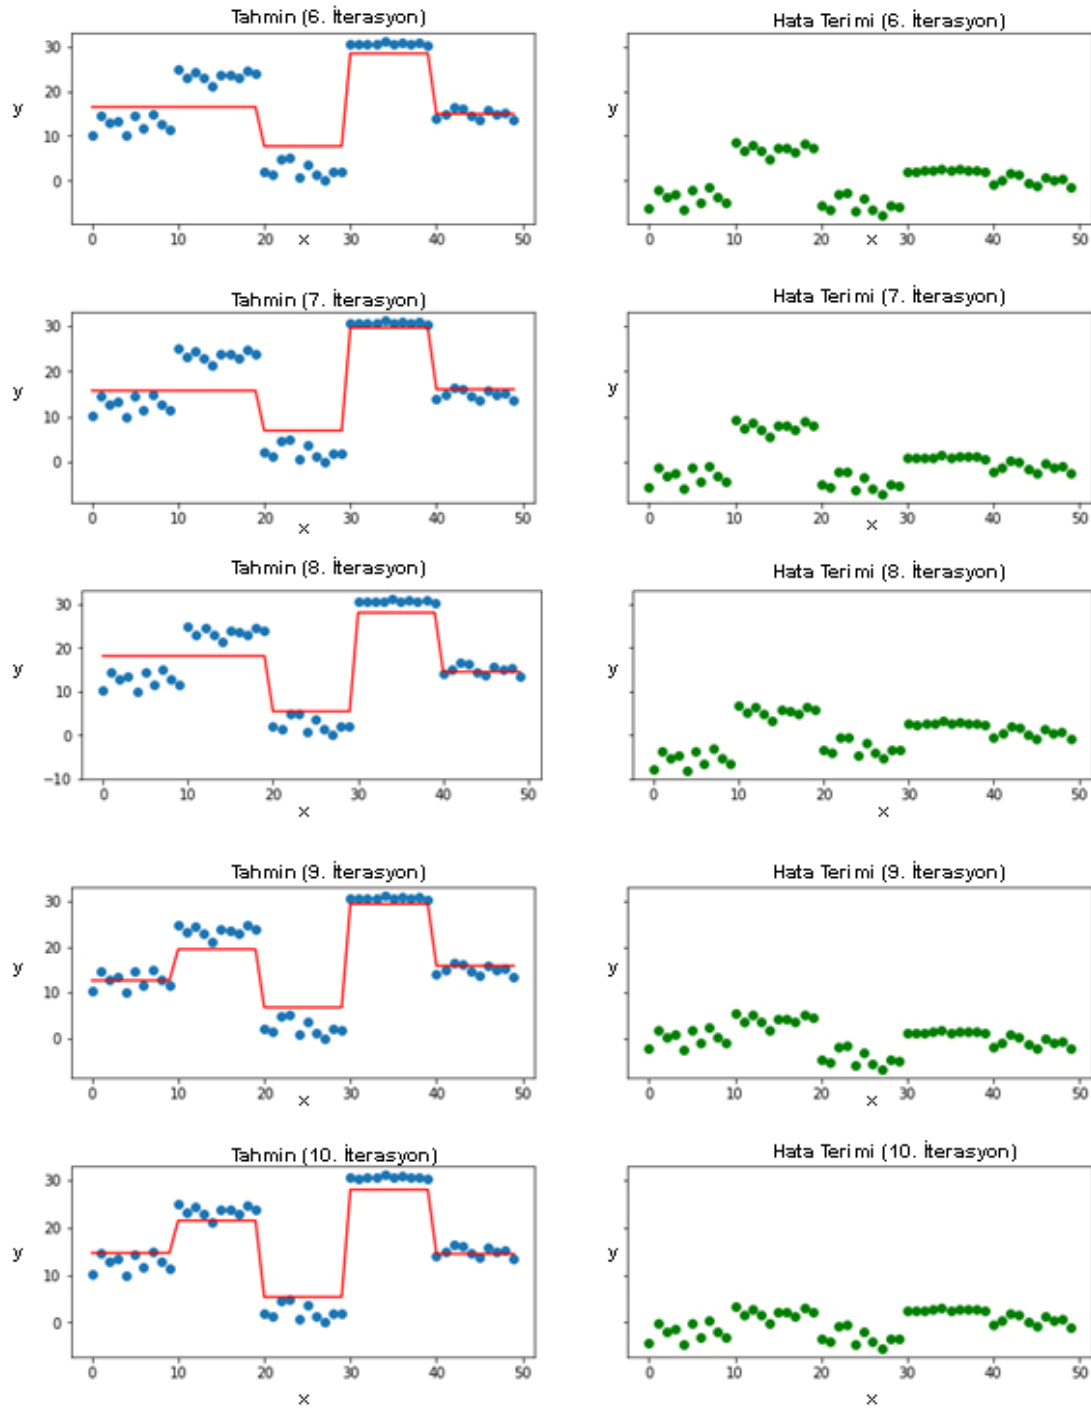 Tahmin (6. İterasyon)
Hata Terimi (6. İterasyon)
30
20
10
0
y
y
0 10 20 30 40 50
0 10 20 30 40 50
x
x
Tahmin (7. İterasyon)
Hata Terimi (7. İterasyon)
30
20
10
0
y
y
0 10 20 30 40 50
0 10 20 30 40 50
x
x
Tahmin (8. İterasyon)
Hata Terimi (8. İterasyon)
30
20
10
0
−10
y
y
0 10 20 30 40 50
0 10 20 30 40 50
x
x
Tahmin (9. İterasyon)
Hata Terimi (9. İterasyon)
30
20
10
0
y
y
0 10 20 30 40 50
0 10 20 30 40 50
x
x
Tahmin (10. İterasyon)
Hata Terimi (10. İterasyon)
30
20
10
0
y
y
0 10 20 30 40 50
0 10 20 30 40 50
x
x